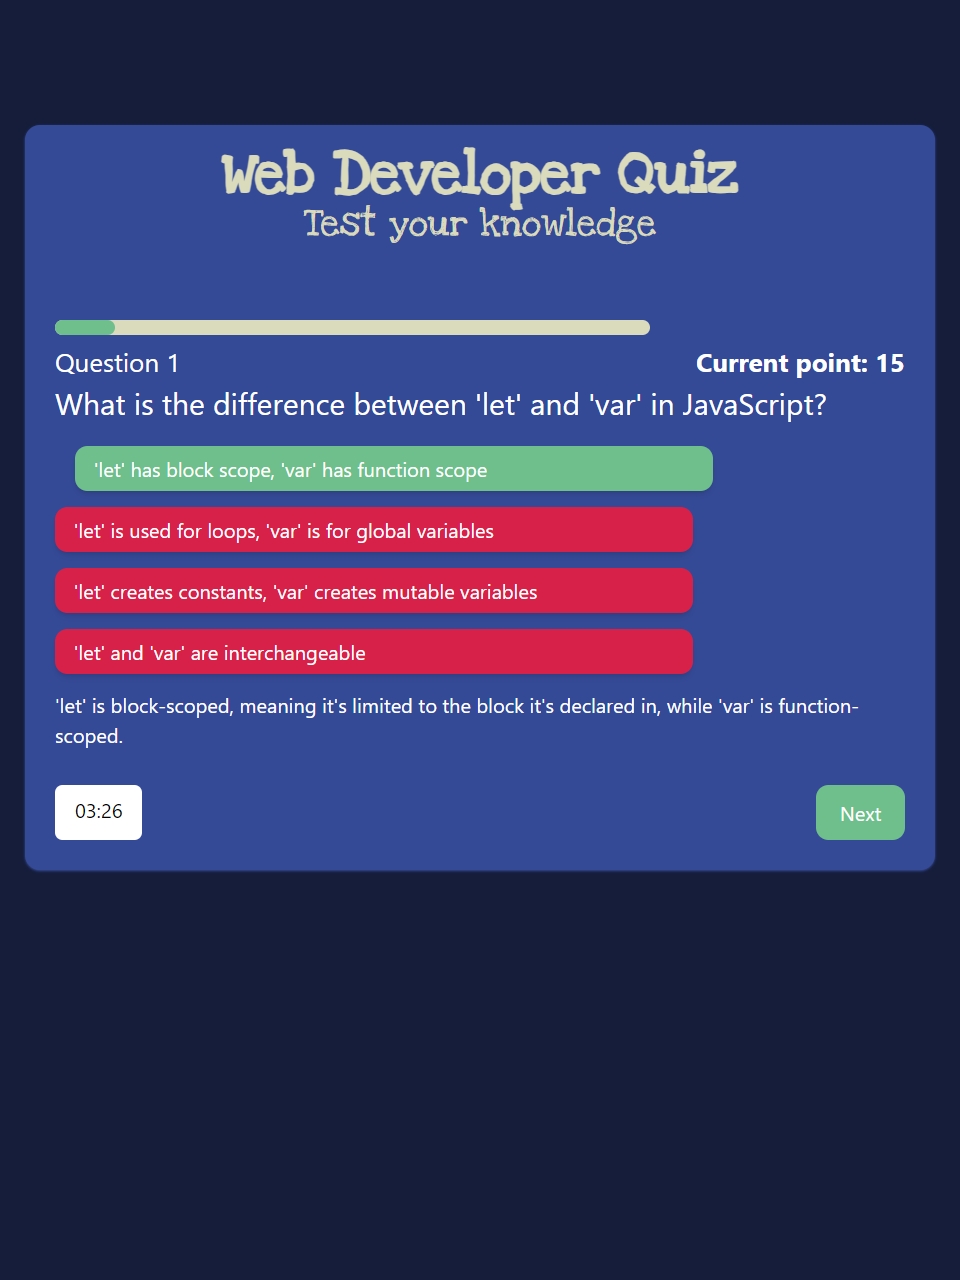 Web Developer Quiz
Test your knowledge
Question 1
Current point: 15
What is the difference between 'let' and 'var' in JavaScript?
'let' has block scope, 'var' has function scope
'let' is used for loops, 'var' is for global variables
'let' creates constants, 'var' creates mutable variables
'let' and 'var' are interchangeable
'let' is block-scoped, meaning it's limited to the block it's declared in, while 'var' is function-
scoped.
03:26
Next